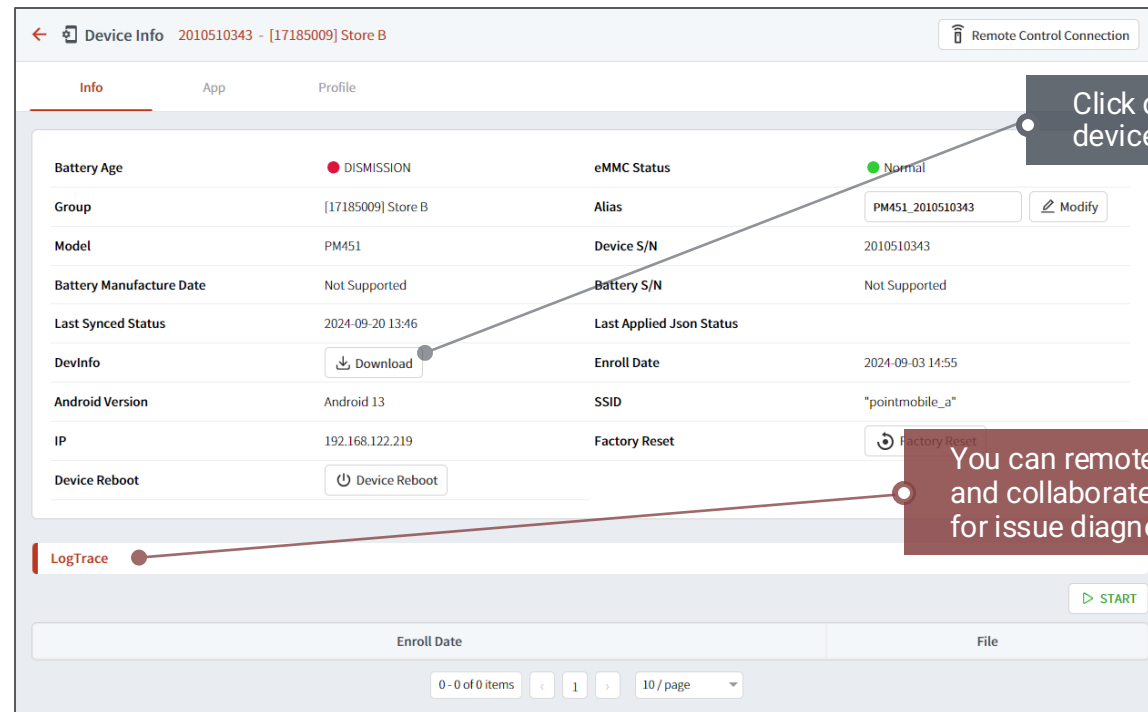 Device Info 2010510343 - [17185009] Store B
Remote Control Connection
Info App Profile
Click
device
Battery Age DISMISSION eMMC Status Normal
Group [17185009] Store B Alias PM451_2010510343 Modify
Model PM451 Device S/N 2010510343
Battery Manufacture Date Not Supported Battery S/N Not Supported
Last Synced Status 2024-09-20 13:46 Last Applied Json Status
DevInfo Download Enroll Date 2024-09-03 14:55
Android Version Android 13 SSID "pointmobile_a"
IP 192.168.122.219 Factory Reset Factory Reset
Device Reboot Device Reboot
You can remote
and collaborate
for issue diagn
LogTrace
START
Enroll Date File
0 - 0 of 0 items ‹ 1 › 10 / page